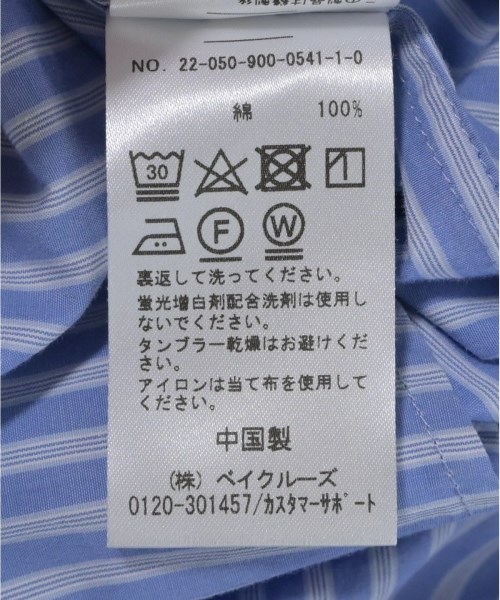 NO. 22-050-900-0541-1-0
綿 100%
30
F W
裏返して洗ってください。
蛍光増白剤配合洗剤は使用し
ないでください。
タンブラー乾燥はお避けくだ
さい。
アイロンは当て布を使用して
ください。
中国製
(株) ベイクルーズ
0120-301457/カスタマーサポート